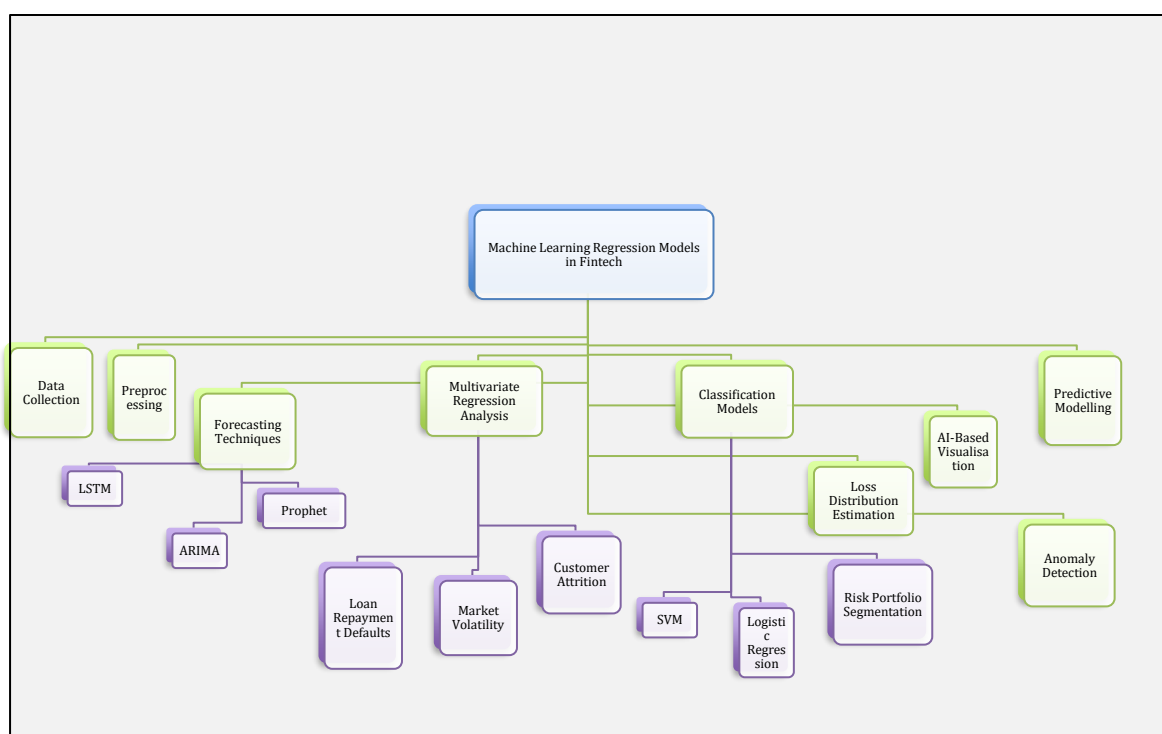 Machine Learning Regression Models
in Fintech
Data
Collection
Preproc
essing
Forecasting
Techniques
LSTM
ARIMA
Prophet
Multivariate
Regression
Analysis
Loan
Repaymen
t Defaults
Market
Volatility
Customer
Attrition
Classification
Models
SVM
Logisti
c
Regres
sion
Risk Portfolio
Segmentation
Loss
Distribution
Estimation
AI-Based
Visualisa
tion
Anomaly
Detection
Predictive
Modelling